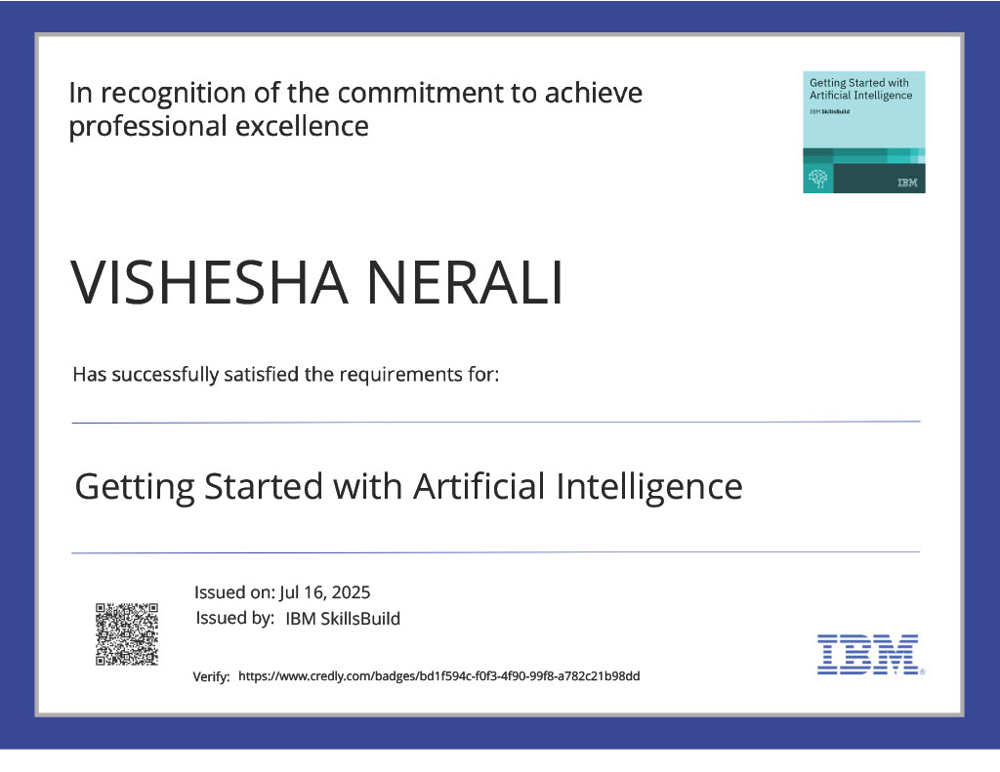 In recognition of the commitment to achieve
professional excellence
Getting Started with
Artificial Intelligence
IBM SkillsBuild
IBM
VISHESHA NERALI
Has successfully satisfied the requirements for:
Getting Started with Artificial Intelligence
Issued on: Jul 16, 2025
Issued by: IBM SkillsBuild
Verify: https://www.credly.com/badges/bd1f594c-f0f3-4f90-99f8-a782c21b98dd
IBM®